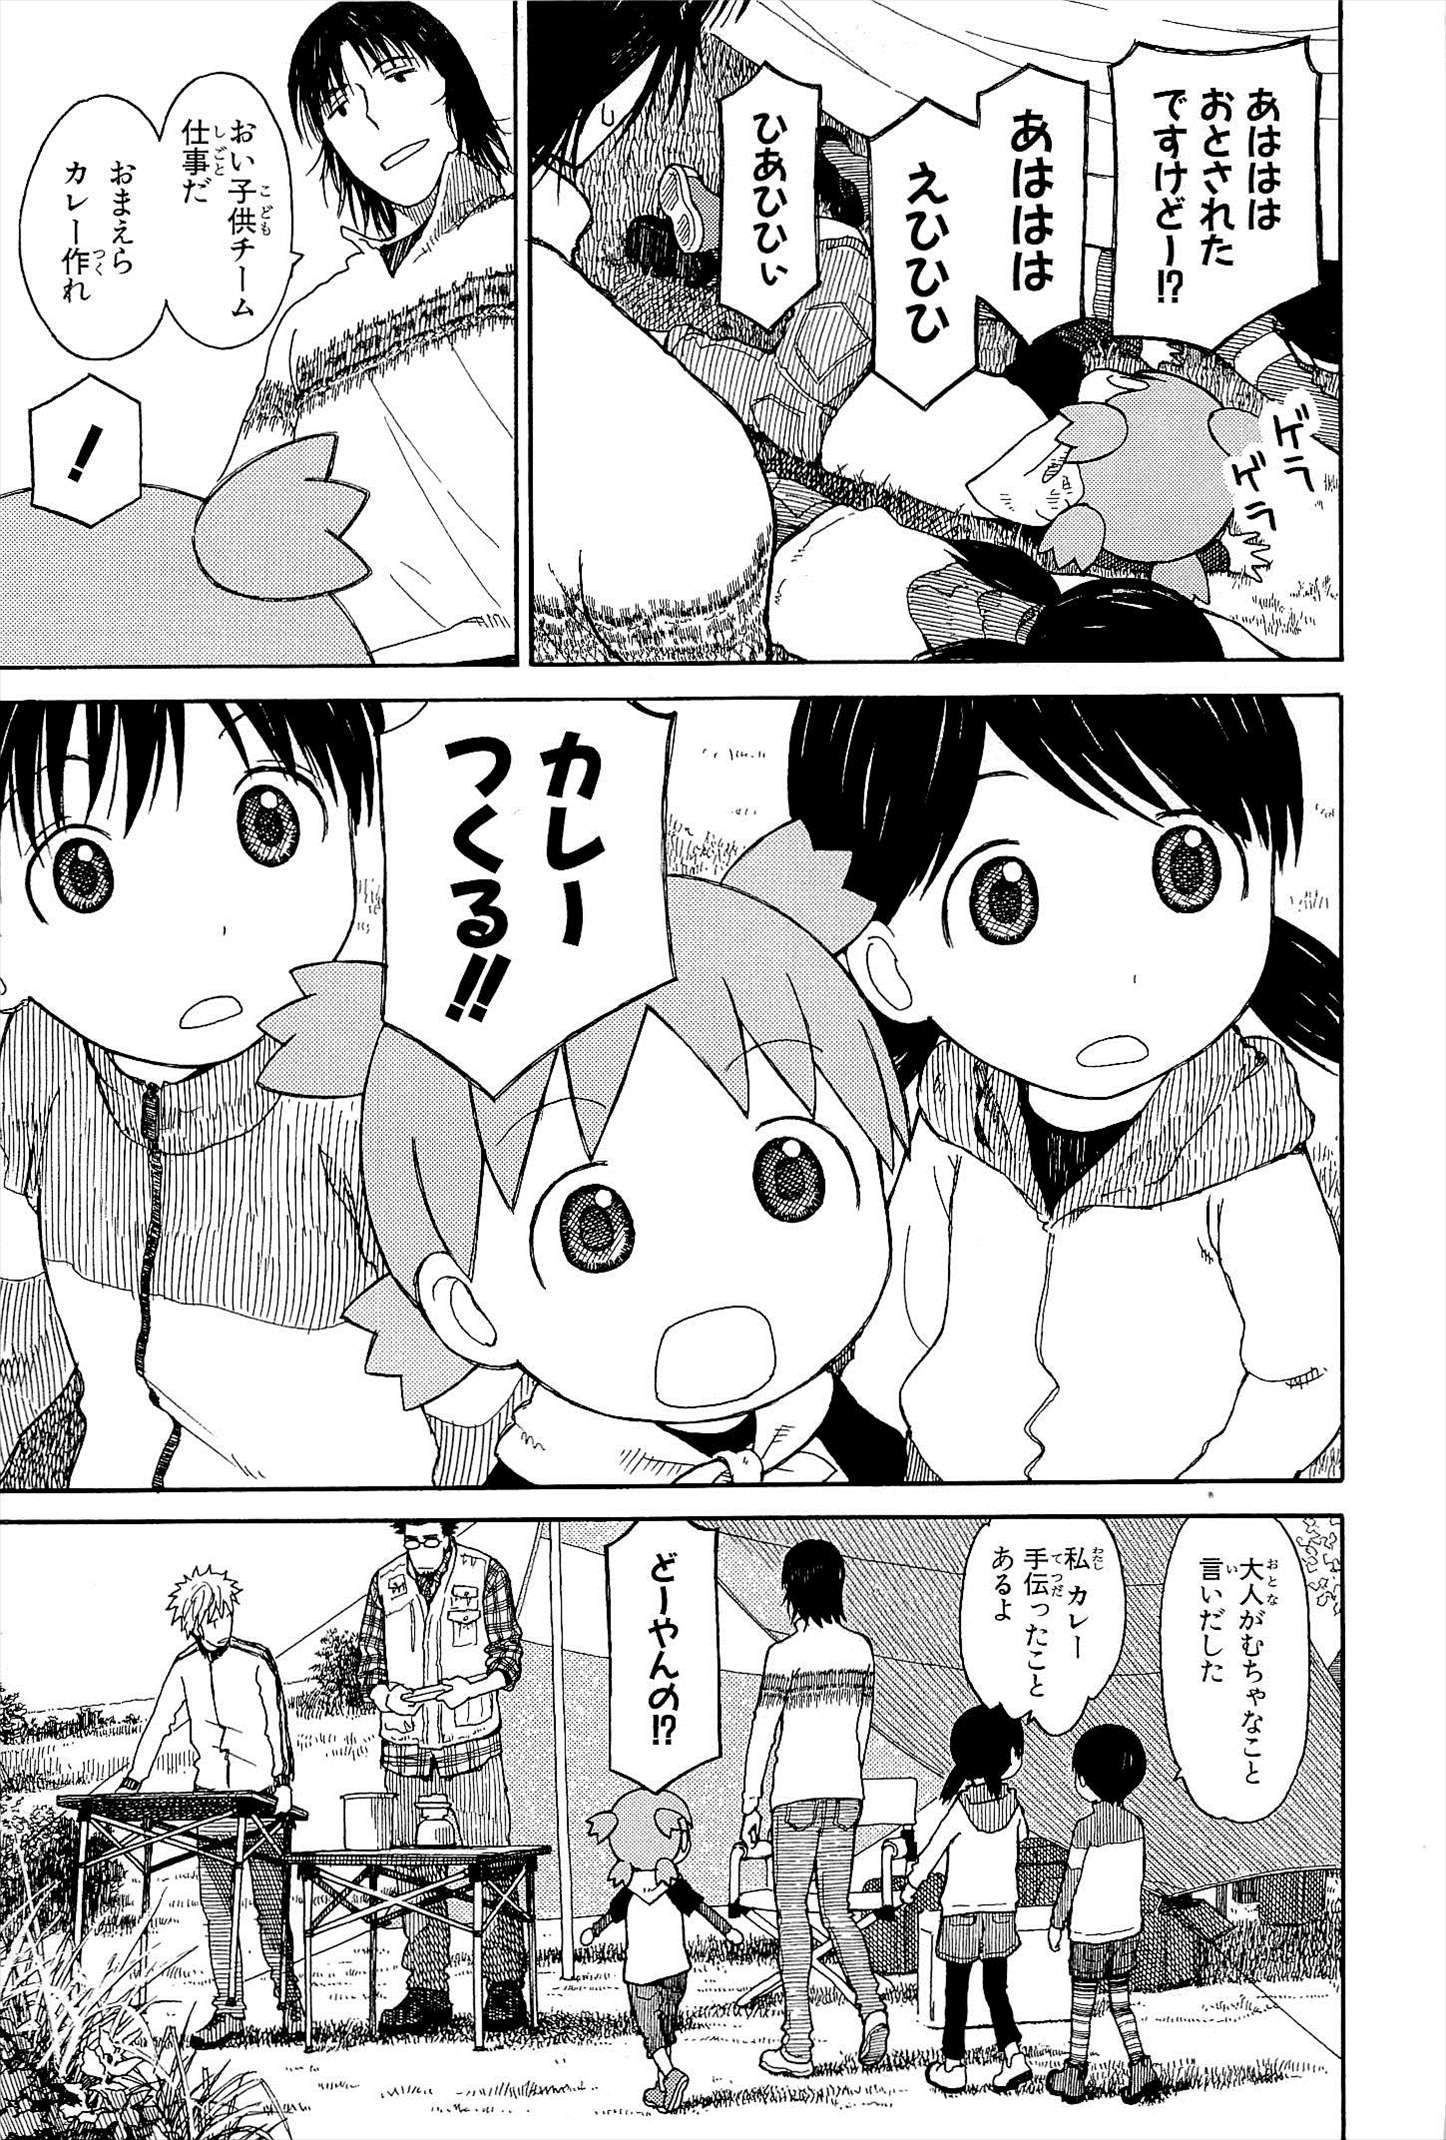 あははは
おとされた
ですけどー!?
あははは
えひひひ
ひあひひぃ
ゲラ
ゲラ
おい子供チーム
仕事だ
おまえら
カレー作れ
!
カレー
つくる!!
大人がむちゃなこと
言いだした
私 カレー
手伝ったこと
あるよ
どーやんの!?